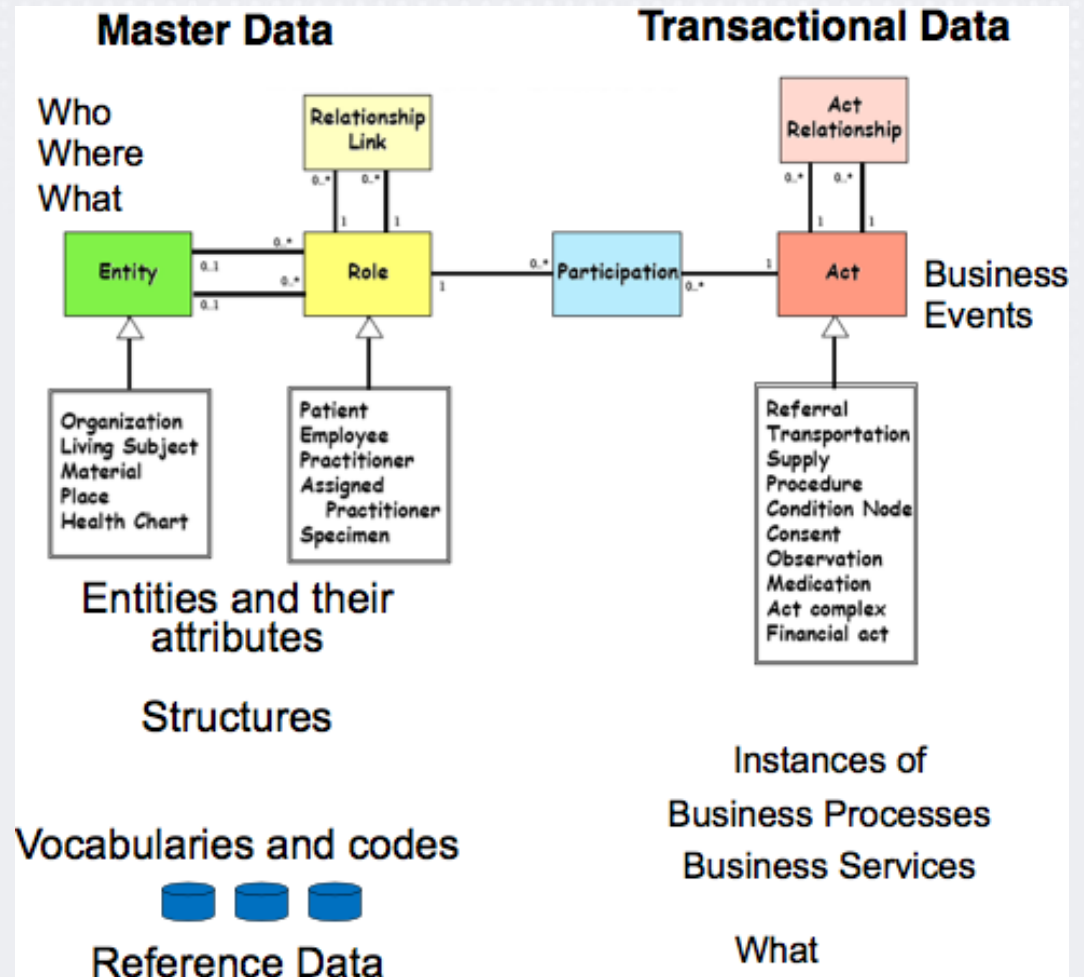 Master Data
Transactional Data
Who
Where
What
Relationship
Link
Act
Relationship
0..*
0..*
0..*
0..*
1
1
1
1
Entity
0..1
0..1
0..*
0..*
Role
1
0..*
Participation
0..*
1
Act
Business
Events
Organization
Living Subject
Material
Place
Health Chart
Patient
Employee
Practitioner
Assigned
Practitioner
Specimen
Referral
Transportation
Supply
Procedure
Condition Node
Consent
Observation
Medication
Act complex
Financial act
Entities and their
attributes
Structures
Vocabularies and codes
Reference Data
Instances of
Business Processes
Business Services
What